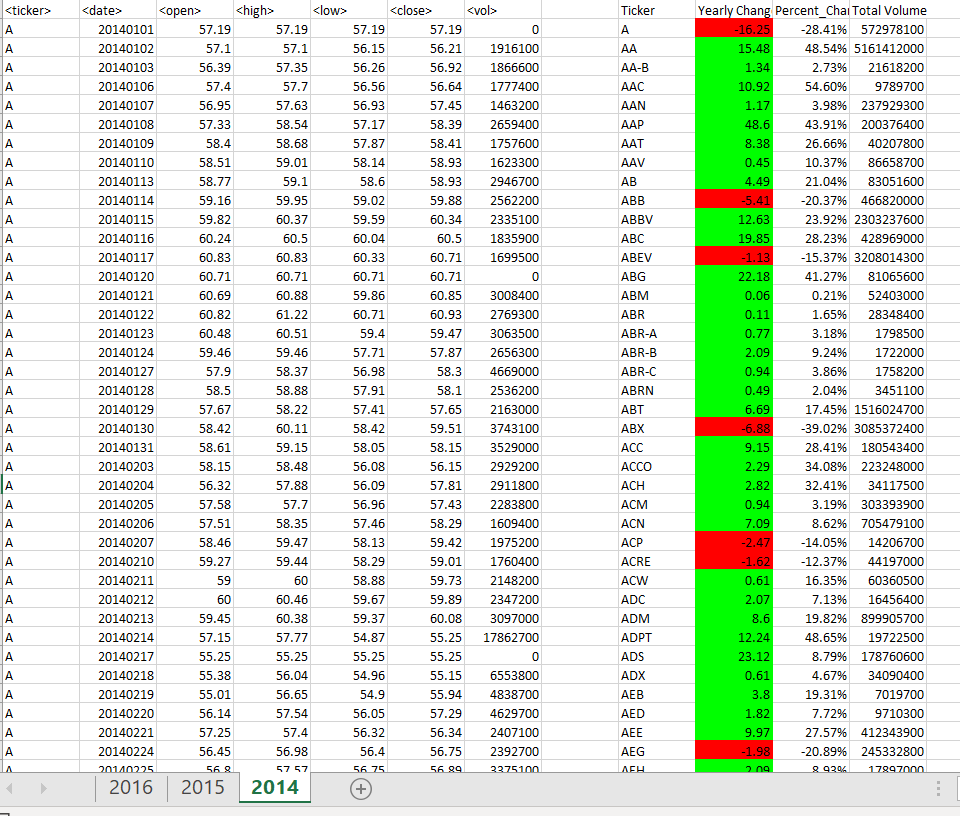 <ticker> <date> <open> <high> <low> <close> <vol> Ticker Yearly Chang Percent_Cha Total Volume
A 20140101 57.19 57.19 57.19 57.19 0 A -16.25 -28.41% 572978100
A 20140102 57.1 57.1 56.15 56.21 1916100 AA 15.48 48.54% 5161412000
A 20140103 56.39 57.35 56.26 56.92 1866600 AA-B 1.34 2.73% 21618200
A 20140106 57.4 57.7 56.56 56.64 1777400 AAC 10.92 54.60% 9789700
A 20140107 56.95 57.63 56.93 57.45 1463200 AAN 1.17 3.98% 237929300
A 20140108 57.33 58.54 57.17 58.39 2659400 AAP 48.6 43.91% 200376400
A 20140109 58.4 58.68 57.87 58.41 1757600 AAT 8.38 26.66% 40207800
A 20140110 58.51 59.01 58.14 58.93 1623300 AAV 0.45 10.37% 86658700
A 20140113 58.77 59.1 58.6 58.93 2946700 AB 4.49 21.04% 83051600
A 20140114 59.16 59.95 59.02 59.88 2562200 ABB -5.41 -20.37% 466820000
A 20140115 59.82 60.37 59.59 60.34 2335100 ABBV 12.63 23.92% 2303237600
A 20140116 60.24 60.5 60.04 60.5 1835900 ABC 19.85 28.23% 428969000
A 20140117 60.83 60.83 60.33 60.71 1699500 ABEV -1.13 -15.37% 3208014300
A 20140120 60.71 60.71 60.71 60.71 0 ABG 22.18 41.27% 81065600
A 20140121 60.69 60.88 59.86 60.85 3008400 ABM 0.06 0.21% 52403000
A 20140122 60.82 61.22 60.71 60.93 2769300 ABR 0.11 1.65% 28348400
A 20140123 60.48 60.51 59.4 59.47 3063500 ABR-A 0.77 3.18% 1798500
A 20140124 59.46 59.46 57.71 57.87 2656300 ABR-B 2.09 9.24% 1722000
A 20140127 57.9 58.37 56.98 58.3 4669000 ABR-C 0.94 3.86% 1758200
A 20140128 58.5 58.88 57.91 58.1 2536200 ABRN 0.49 2.04% 3451100
A 20140129 57.67 58.22 57.41 57.65 2163000 ABT 6.69 17.45% 1516024700
A 20140130 58.42 60.11 58.42 59.51 3743100 ABX -6.88 -39.02% 3085372400
A 20140131 58.61 59.15 58.05 58.15 3529000 ACC 9.15 28.41% 180543400
A 20140203 58.15 58.48 56.08 56.15 2929200 ACCO 2.29 34.08% 223248000
A 20140204 56.32 57.88 56.09 57.81 2911800 ACH 2.82 32.41% 34117500
A 20140205 57.58 57.7 56.96 57.43 2283800 ACM 0.94 3.19% 303393900
A 20140206 57.51 58.35 57.46 58.29 1609400 ACN 7.09 8.62% 705479100
A 20140207 58.46 59.47 58.13 59.42 1975200 ACP -2.47 -14.05% 14206700
A 20140210 59.27 59.44 58.29 59.01 1760400 ACRE -1.62 -12.37% 44197000
A 20140211 59 60 58.88 59.73 2148200 ACW 0.61 16.35% 60360500
A 20140212 60 60.46 59.67 59.89 2347200 ADC 2.07 7.13% 16456400
A 20140213 59.45 60.38 59.37 60.08 3097000 ADM 8.6 19.82% 899905700
A 20140214 57.15 57.77 54.87 55.25 17862700 ADPT 12.24 48.65% 19722500
A 20140217 55.25 55.25 55.25 55.25 0 ADS 23.12 8.79% 178760600
A 20140218 55.38 56.04 54.96 55.15 6553800 ADX 0.61 4.67% 34090400
A 20140219 55.01 56.65 54.9 55.94 4838700 AEB 3.8 19.31% 7019700
A 20140220 56.14 57.54 56.05 57.29 4629700 AED 1.82 7.72% 9710300
A 20140221 57.25 57.4 56.32 56.34 2407100 AEE 9.97 27.57% 412343900
A 20140224 56.45 56.98 56.4 56.75 2392700 AEG -1.98 -20.89% 245332800
A 20140225 56.8 57.57 56.75 56.89 3375100 AEH 2.09 8.93% 17897000
2016 2015 2014